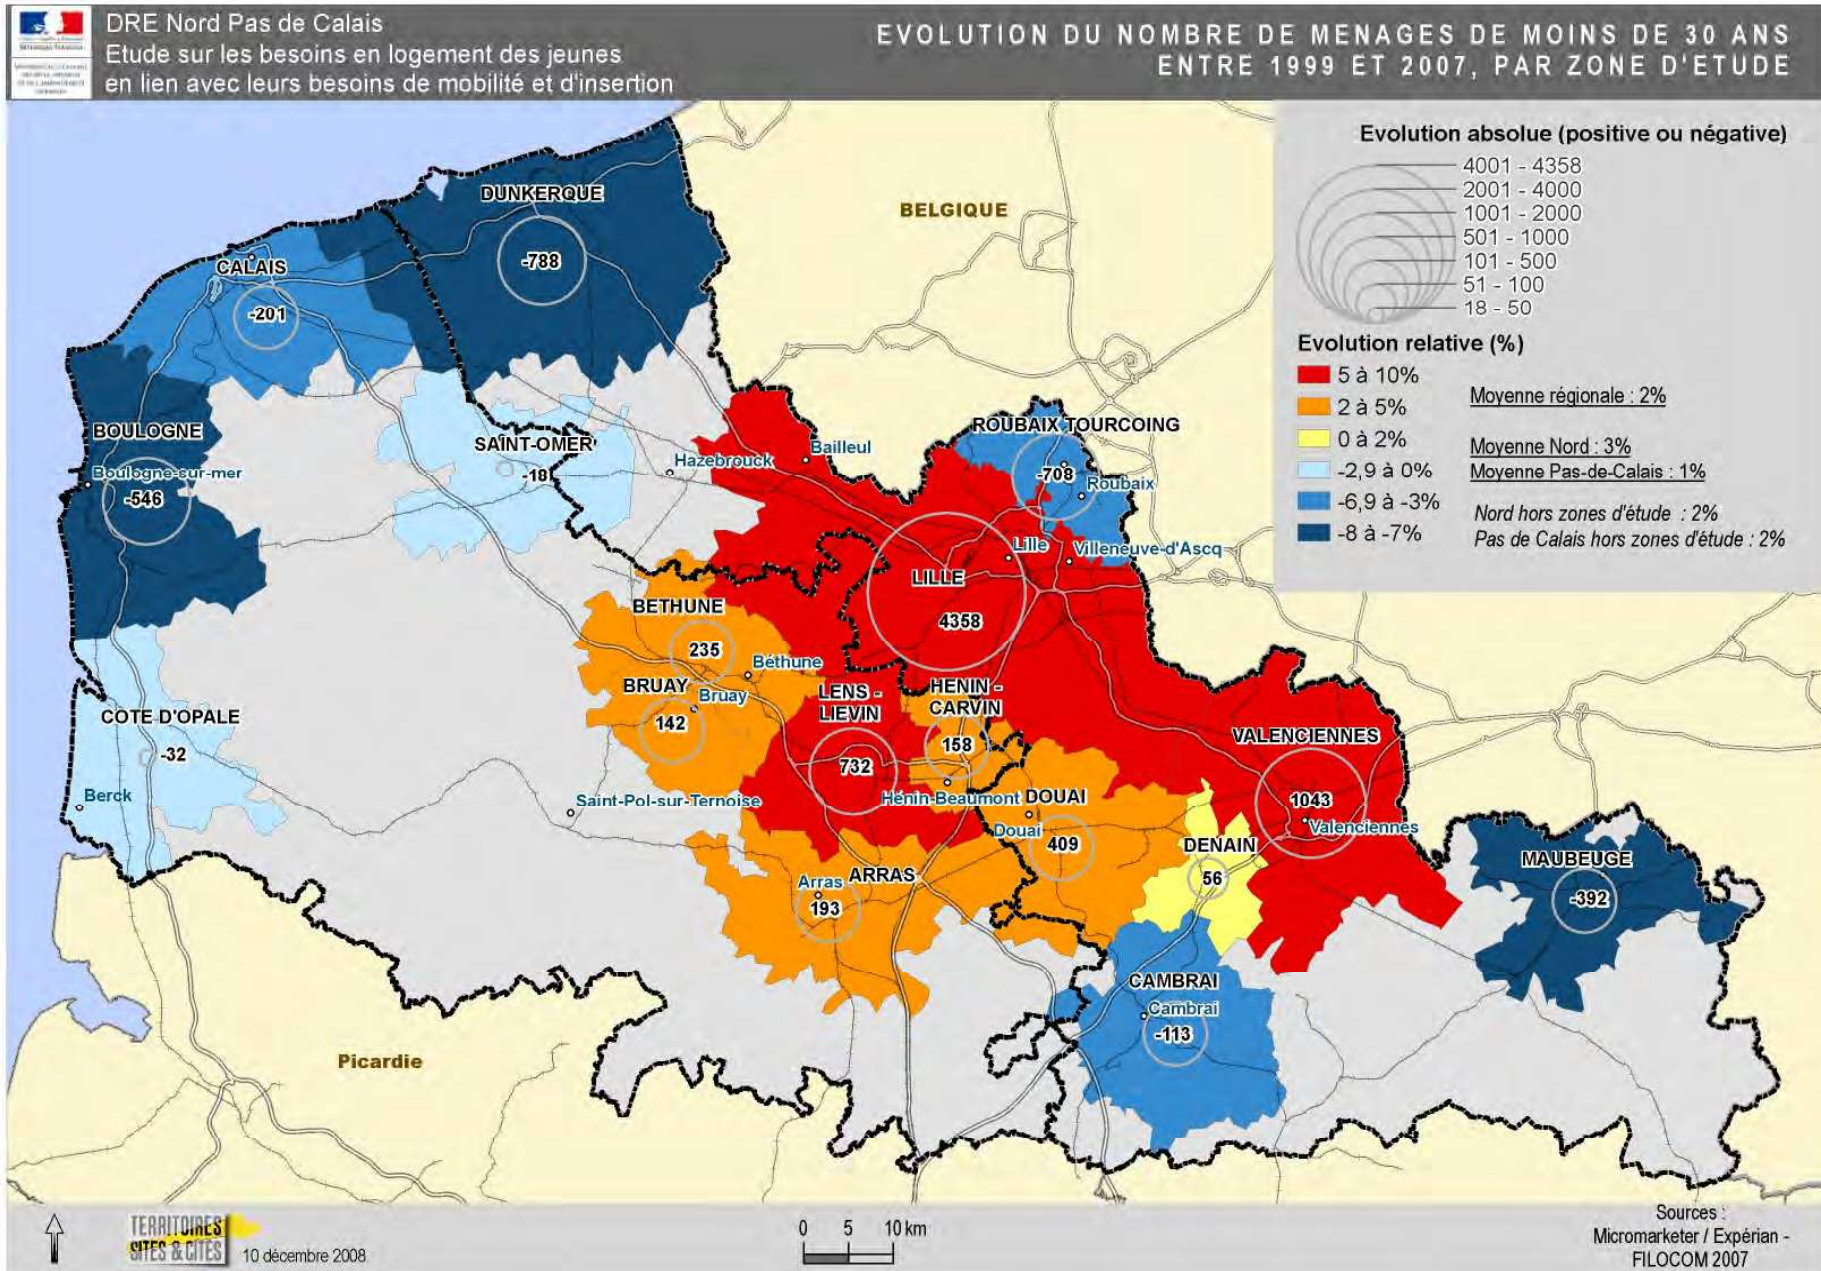 DRE Nord Pas de Calais
Etude sur les besoins en logement des jeunes
en lien avec leurs besoins de mobilité et d'insertion
EVOLUTION DU NOMBRE DE MENAGES DE MOINS DE 30 ANS
ENTRE 1999 ET 2007, PAR ZONE D'ETUDE
Evolution absolue (positive ou négative)
4001 - 4358
2001 - 4000
1001 - 2000
501 - 1000
101 - 500
51 - 100
18 - 50
Evolution relative (%)
5 à 10%
2 à 5%
0 à 2%
-2,9 à 0%
-6,9 à -3%
-8 à -7%
Moyenne régionale : 2%
Moyenne Nord : 3%
Moyenne Pas-de-Calais : 1%
Nord hors zones d'étude : 2%
Pas de Calais hors zones d'étude : 2%
BELGIQUE
DUNKERQUE
-788
CALAIS
-201
BOULOGNE
Boulogne-sur-mer
-546
SAINT-OMER
-18
Hazebrouck
Bailleul
ROUBAIX TOURCOING
-708
Roubaix
Lille
Villeneuve-d'Ascq
LILLE
4358
BETHUNE
235
Béthune
BRUAY
Bruay
142
LENS -
LIEVIN
732
HENIN -
CARVIN
158
Hénin-Beaumont
COTE D'OPALE
-32
Berck
Saint-Pol-sur-Ternoise
DOUAI
Douai
409
VALENCIENNES
1043
Valenciennes
DENAIN
56
MAUBEUGE
-392
Arras
ARRAS
193
CAMBRAI
Cambrai
-113
Picardie
TERRITOIRES
SITES & CITÉS
10 décembre 2008
0 5 10 km
Sources :
Micromarketer / Expérian -
FILOCOM 2007